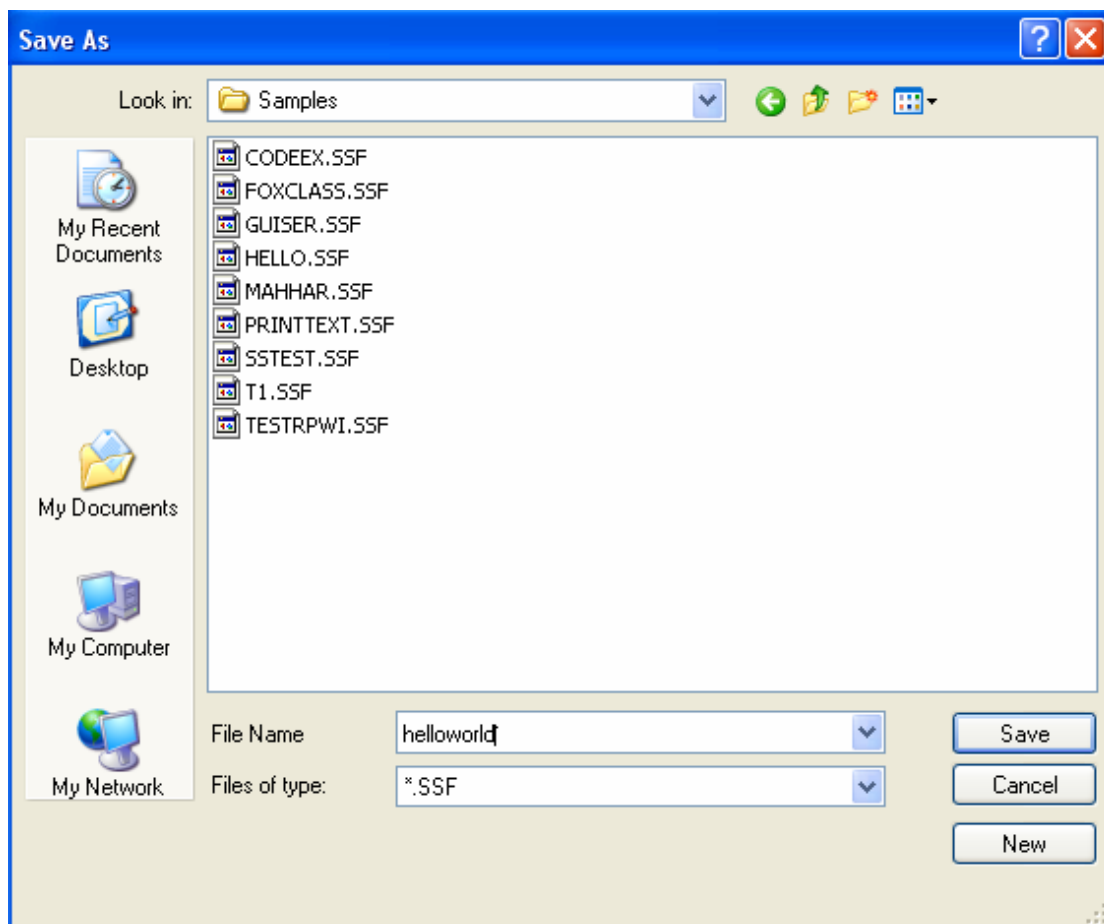 Save As
Look in: Samples
CODEEX.SSF
FOXCLASS.SSF
GUISER.SSF
HELLO.SSF
MAHHAR.SSF
PRINTTEXT.SSF
SSTEST.SSF
T1.SSF
TESTRPWI.SSF
My Recent
Documents
Desktop
My Documents
My Computer
My Network
File Name helloworld Save
Files of type: *.SSF Cancel
New